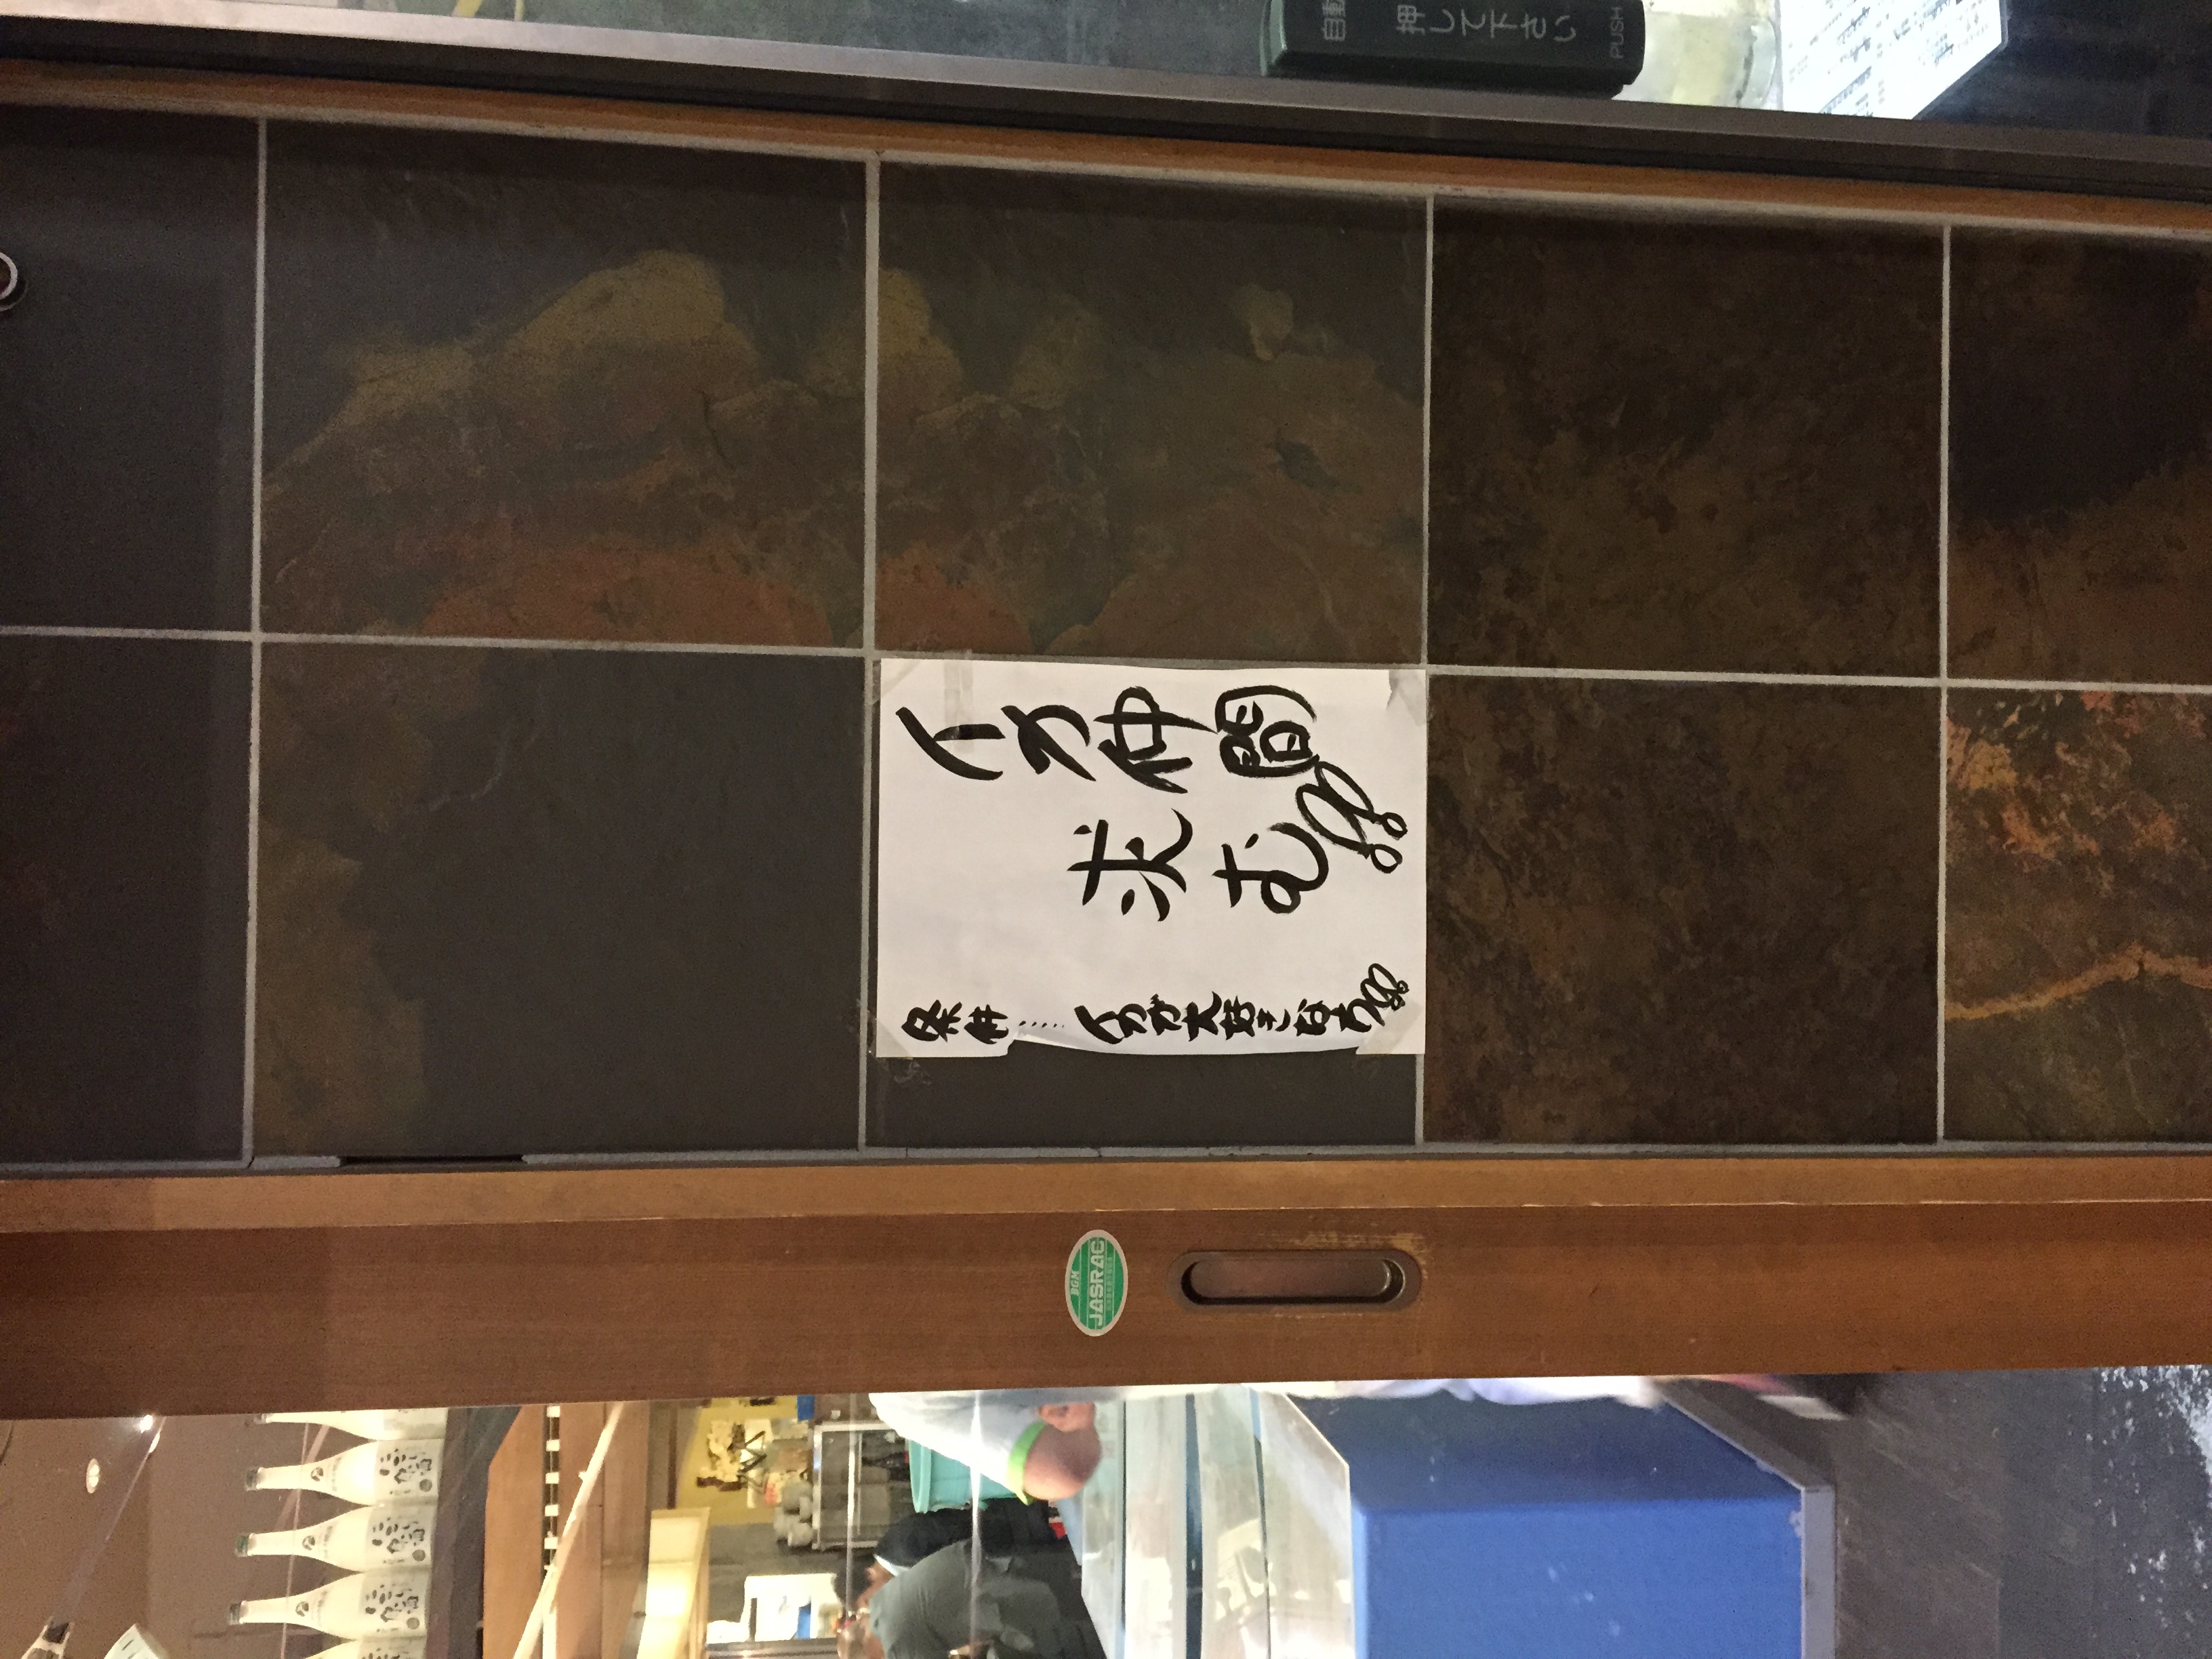 自動
押して下さい
PUSH
イカ仲間
求む!!
条件……イカが大好きな方!!
BGM
JASRAC